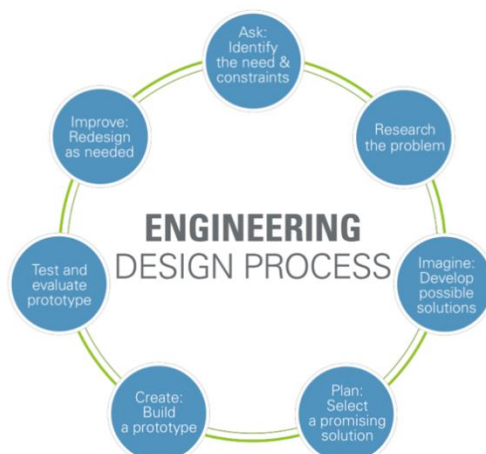 Ask:
Identify
the need &
constraints
Research
the problem
Imagine:
Develop
possible
solutions
Plan:
Select
a promising
solution
Create:
Build
a prototype
Test and
evaluate
prototype
Improve:
Redesign
as needed
ENGINEERING
DESIGN PROCESS